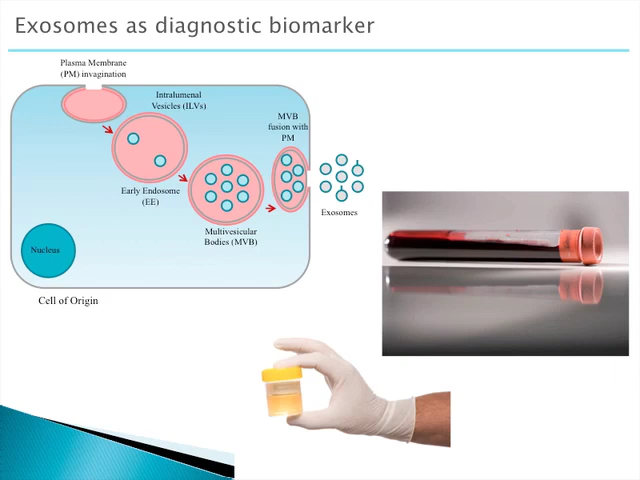 Exosomes as diagnostic biomarker
Plasma Membrane
(PM) invagination
Intralumenal
Vesicles (ILVs)
MVB
fusion with
PM
Early Endosome
(EE)
Multivesicular
Bodies (MVB)
Exosomes
Nucleus
Cell of Origin